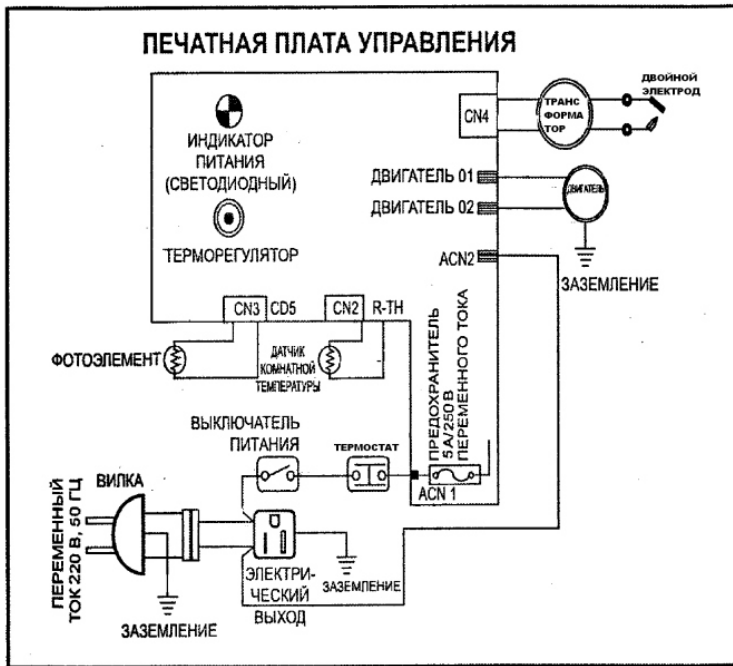 ПЕЧАТНАЯ ПЛАТА УПРАВЛЕНИЯ
ИНДИКАТОР
ПИТАНИЯ
(СВЕТОДИОДНЫЙ)
ТЕРМОРЕГУЛЯТОР
CN4
ТРАНС
ФОРМА
ТОР
ДВОЙНОЙ
ЭЛЕКТРОД
ДВИГАТЕЛЬ 01
ДВИГАТЕЛЬ 02
ДВИГАТЕЛЬ
ACN2
ЗАЗЕМЛЕНИЕ
CN3 CD5
CN2 R-TH
ФОТОЭЛЕМЕНТ
ДАТЧИК
КОМНАТНОЙ
ТЕМПЕРАТУРЫ
ПРЕДОХРАНИТЕЛЬ
5 А/250 В
ПЕРЕМЕННОГО ТОКА
ВЫКЛЮЧАТЕЛЬ
ПИТАНИЯ
ТЕРМОСТАТ
ACN 1
ПЕРЕМЕННЫЙ
ТОК 220 В, 50 ГЦ
ВИЛКА
ЗАЗЕМЛЕНИЕ
ЭЛЕКТРИ-
ЧЕСКИЙ
ВЫХОД
ЗАЗЕМЛЕНИЕ